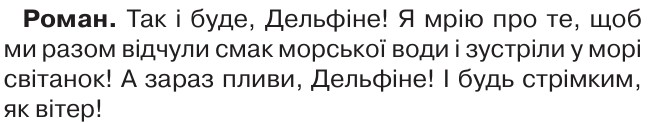 Роман. Так і буде, Дельфіне! Я мрію про те, щоб
ми разом відчули смак морської води і зустріли у морі
світанок! А зараз пливи, Дельфіне! І будь стрімким,
як вітер!